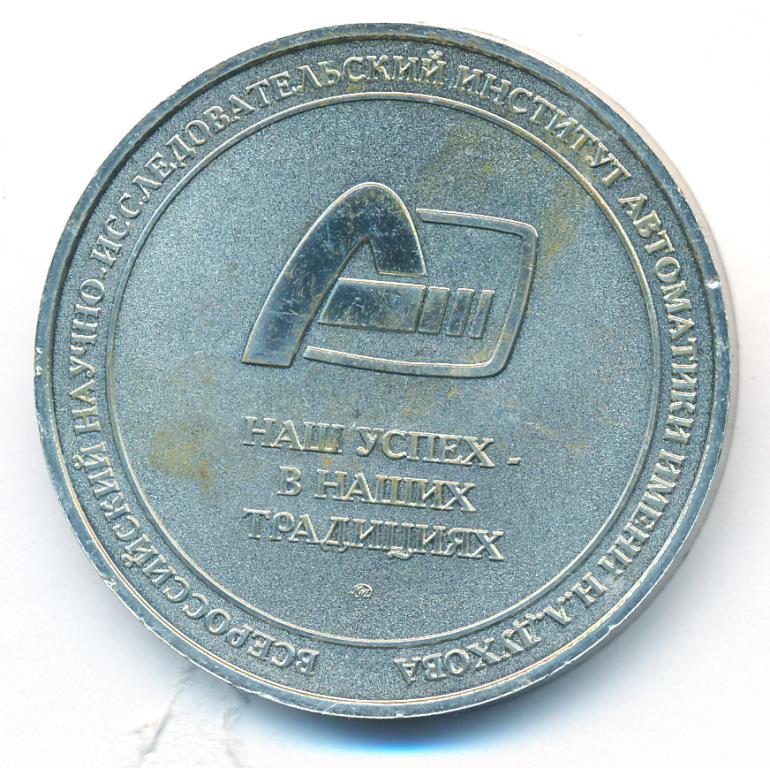 ВСЕРОССИЙСКИЙ НАУЧНО-ИССЛЕДОВАТЕЛЬСКИЙ ИНСТИТУТ АВТОМАТИКИ ИМЕНИ Н.Л.ДУХОВА
НАШ УСПЕХ -
В НАШИХ
ТРАДИЦИЯХ